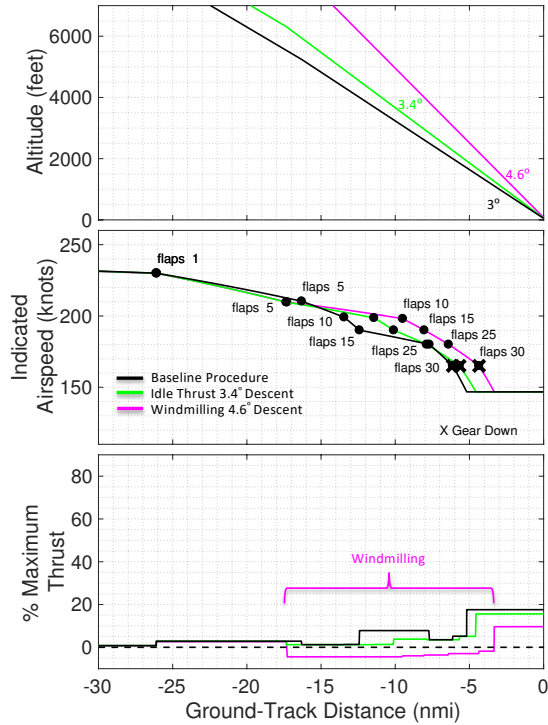 6000
4000
2000
0
Altitude (feet)
3.4°
4.6°
3°
250
200
150
Indicated
Airspeed (knots)
flaps 1
flaps 5
flaps 5
flaps 10
flaps 10
flaps 15
flaps 15
flaps 25
flaps 25
flaps 30
flaps 30
Baseline Procedure
Idle Thrust 3.4° Descent
Windmilling 4.6° Descent
X Gear Down
80
60
40
20
0
% Maximum
Thrust
Windmilling
-30 -25 -20 -15 -10 -5 0
Ground-Track Distance (nmi)